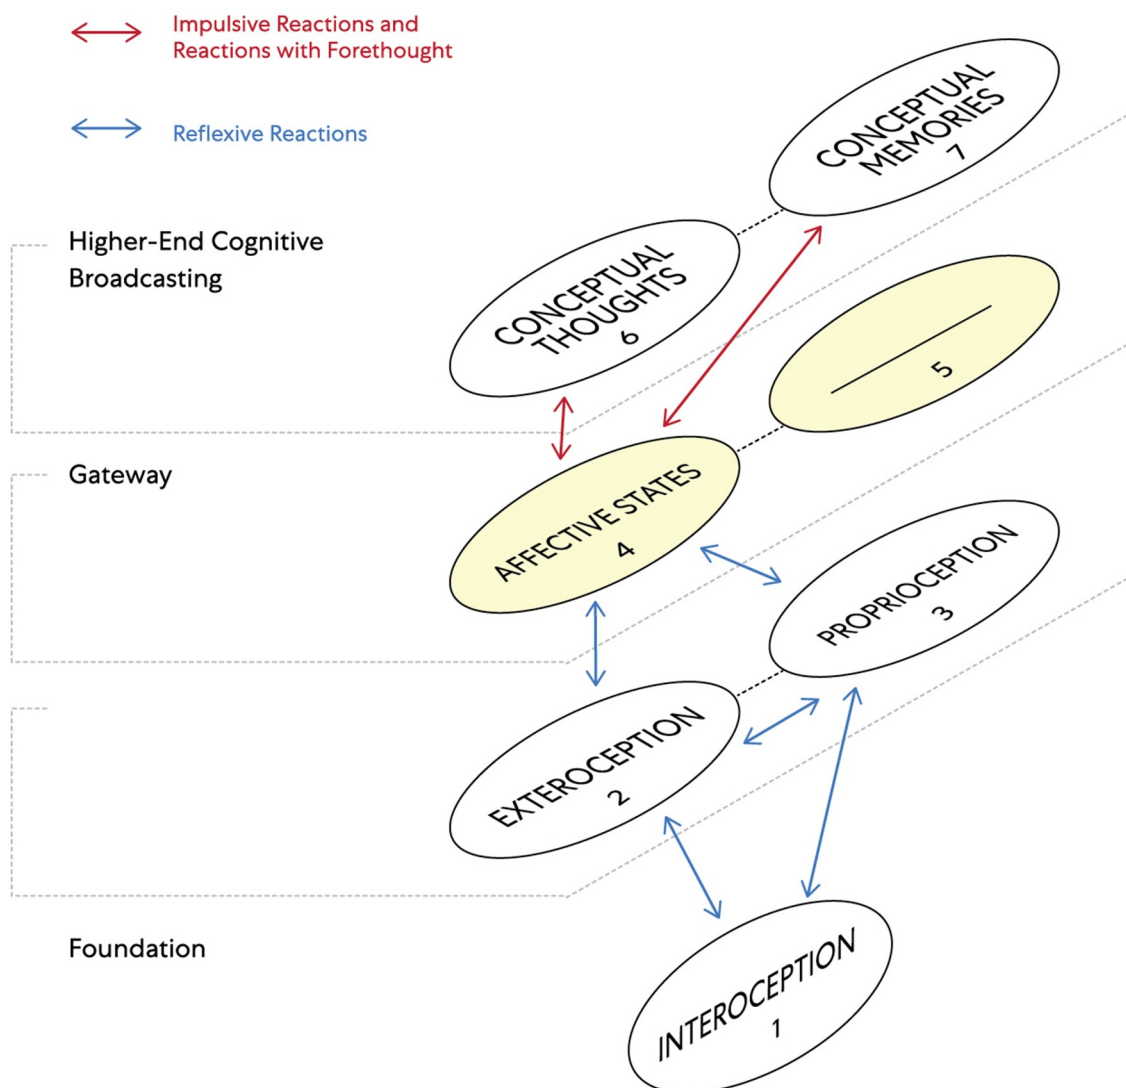 Impulsive Reactions and
Reactions with Forethought
Reflexive Reactions
CONCEPTUAL
MEMORIES
7
Higher-End Cognitive
Broadcasting
CONCEPTUAL
THOUGHTS
6
5
Gateway
AFFECTIVE STATES
4
PROPRIOCEPTION
3
EXTEROCEPTION
2
Foundation
INTEROCEPTION
1